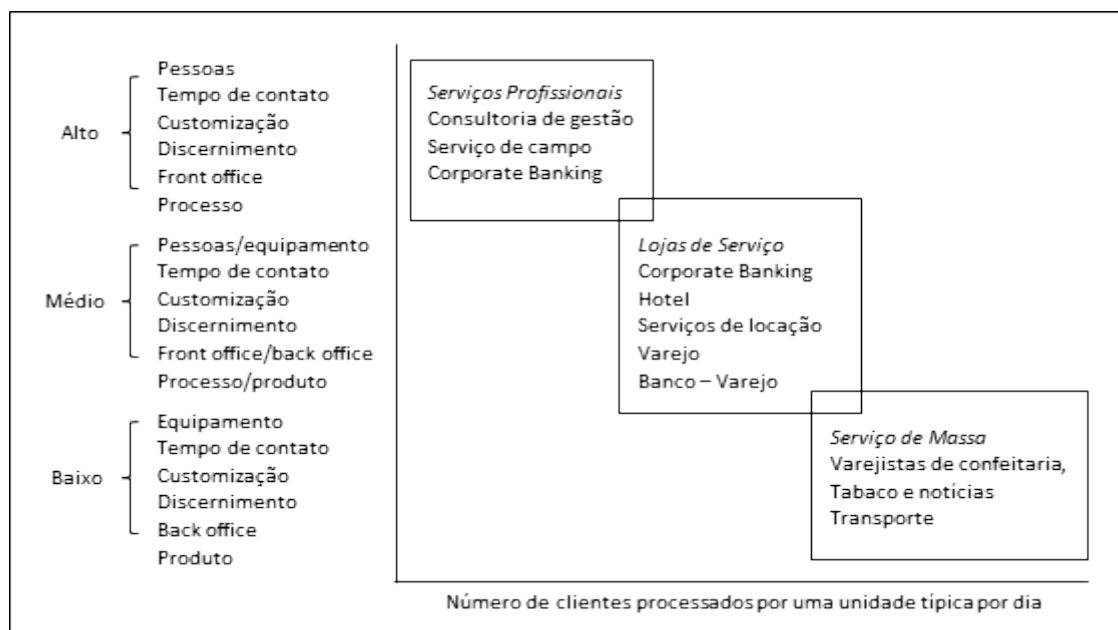 Alto
Pessoas
Tempo de contato
Customização
Discernimento
Front office
Processo
Médio
Pessoas/equipamento
Tempo de contato
Customização
Discernimento
Front office/back office
Processo/produto
Baixo
Equipamento
Tempo de contato
Customização
Discernimento
Back office
Produto
Serviços Profissionais
Consultoria de gestão
Serviço de campo
Corporate Banking
Lojas de Serviço
Corporate Banking
Hotel
Serviços de locação
Varejo
Banco – Varejo
Serviço de Massa
Varejistas de confeitaria,
Tabaco e notícias
Transporte
Número de clientes processados por uma unidade típica por dia